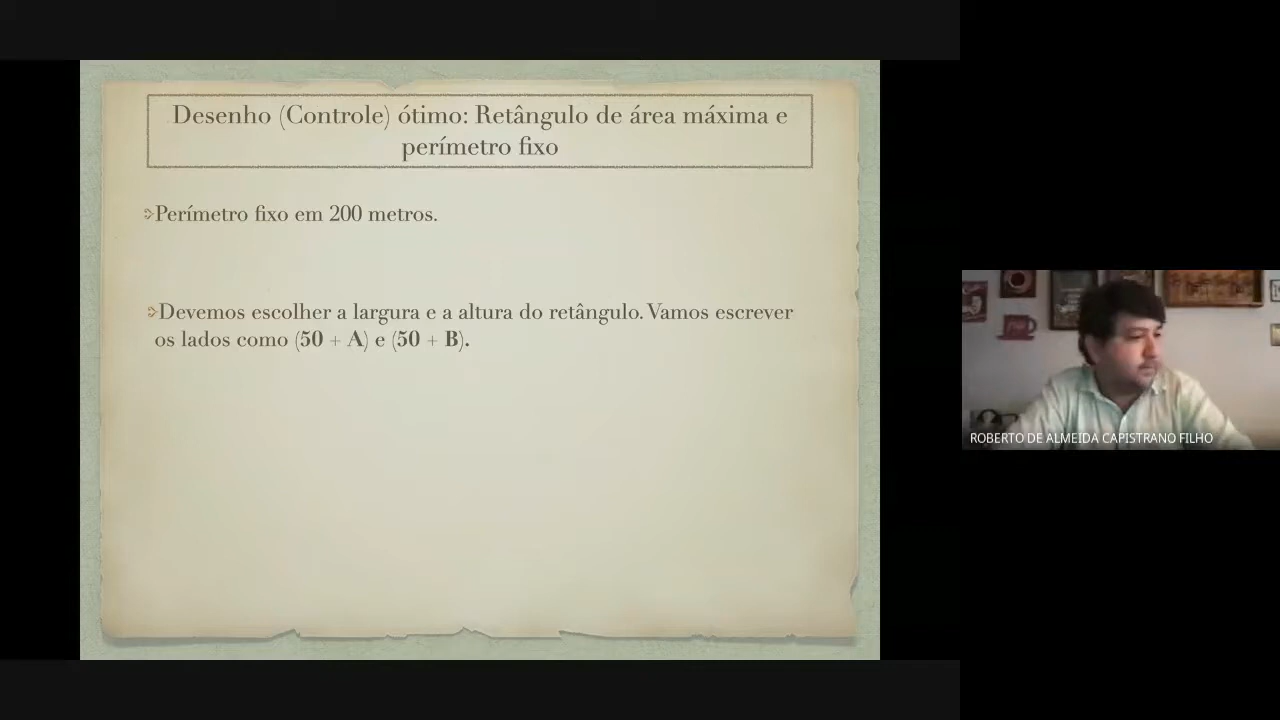 Desenho (Controle) ótimo: Retângulo de área máxima e
perímetro fixo
Perímetro fixo em 200 metros.
Devemos escolher a largura e a altura do retângulo. Vamos escrever
os lados como (50 + A) e (50 + B).
ROBERTO DE ALMEIDA CAPISTRANO FILHO